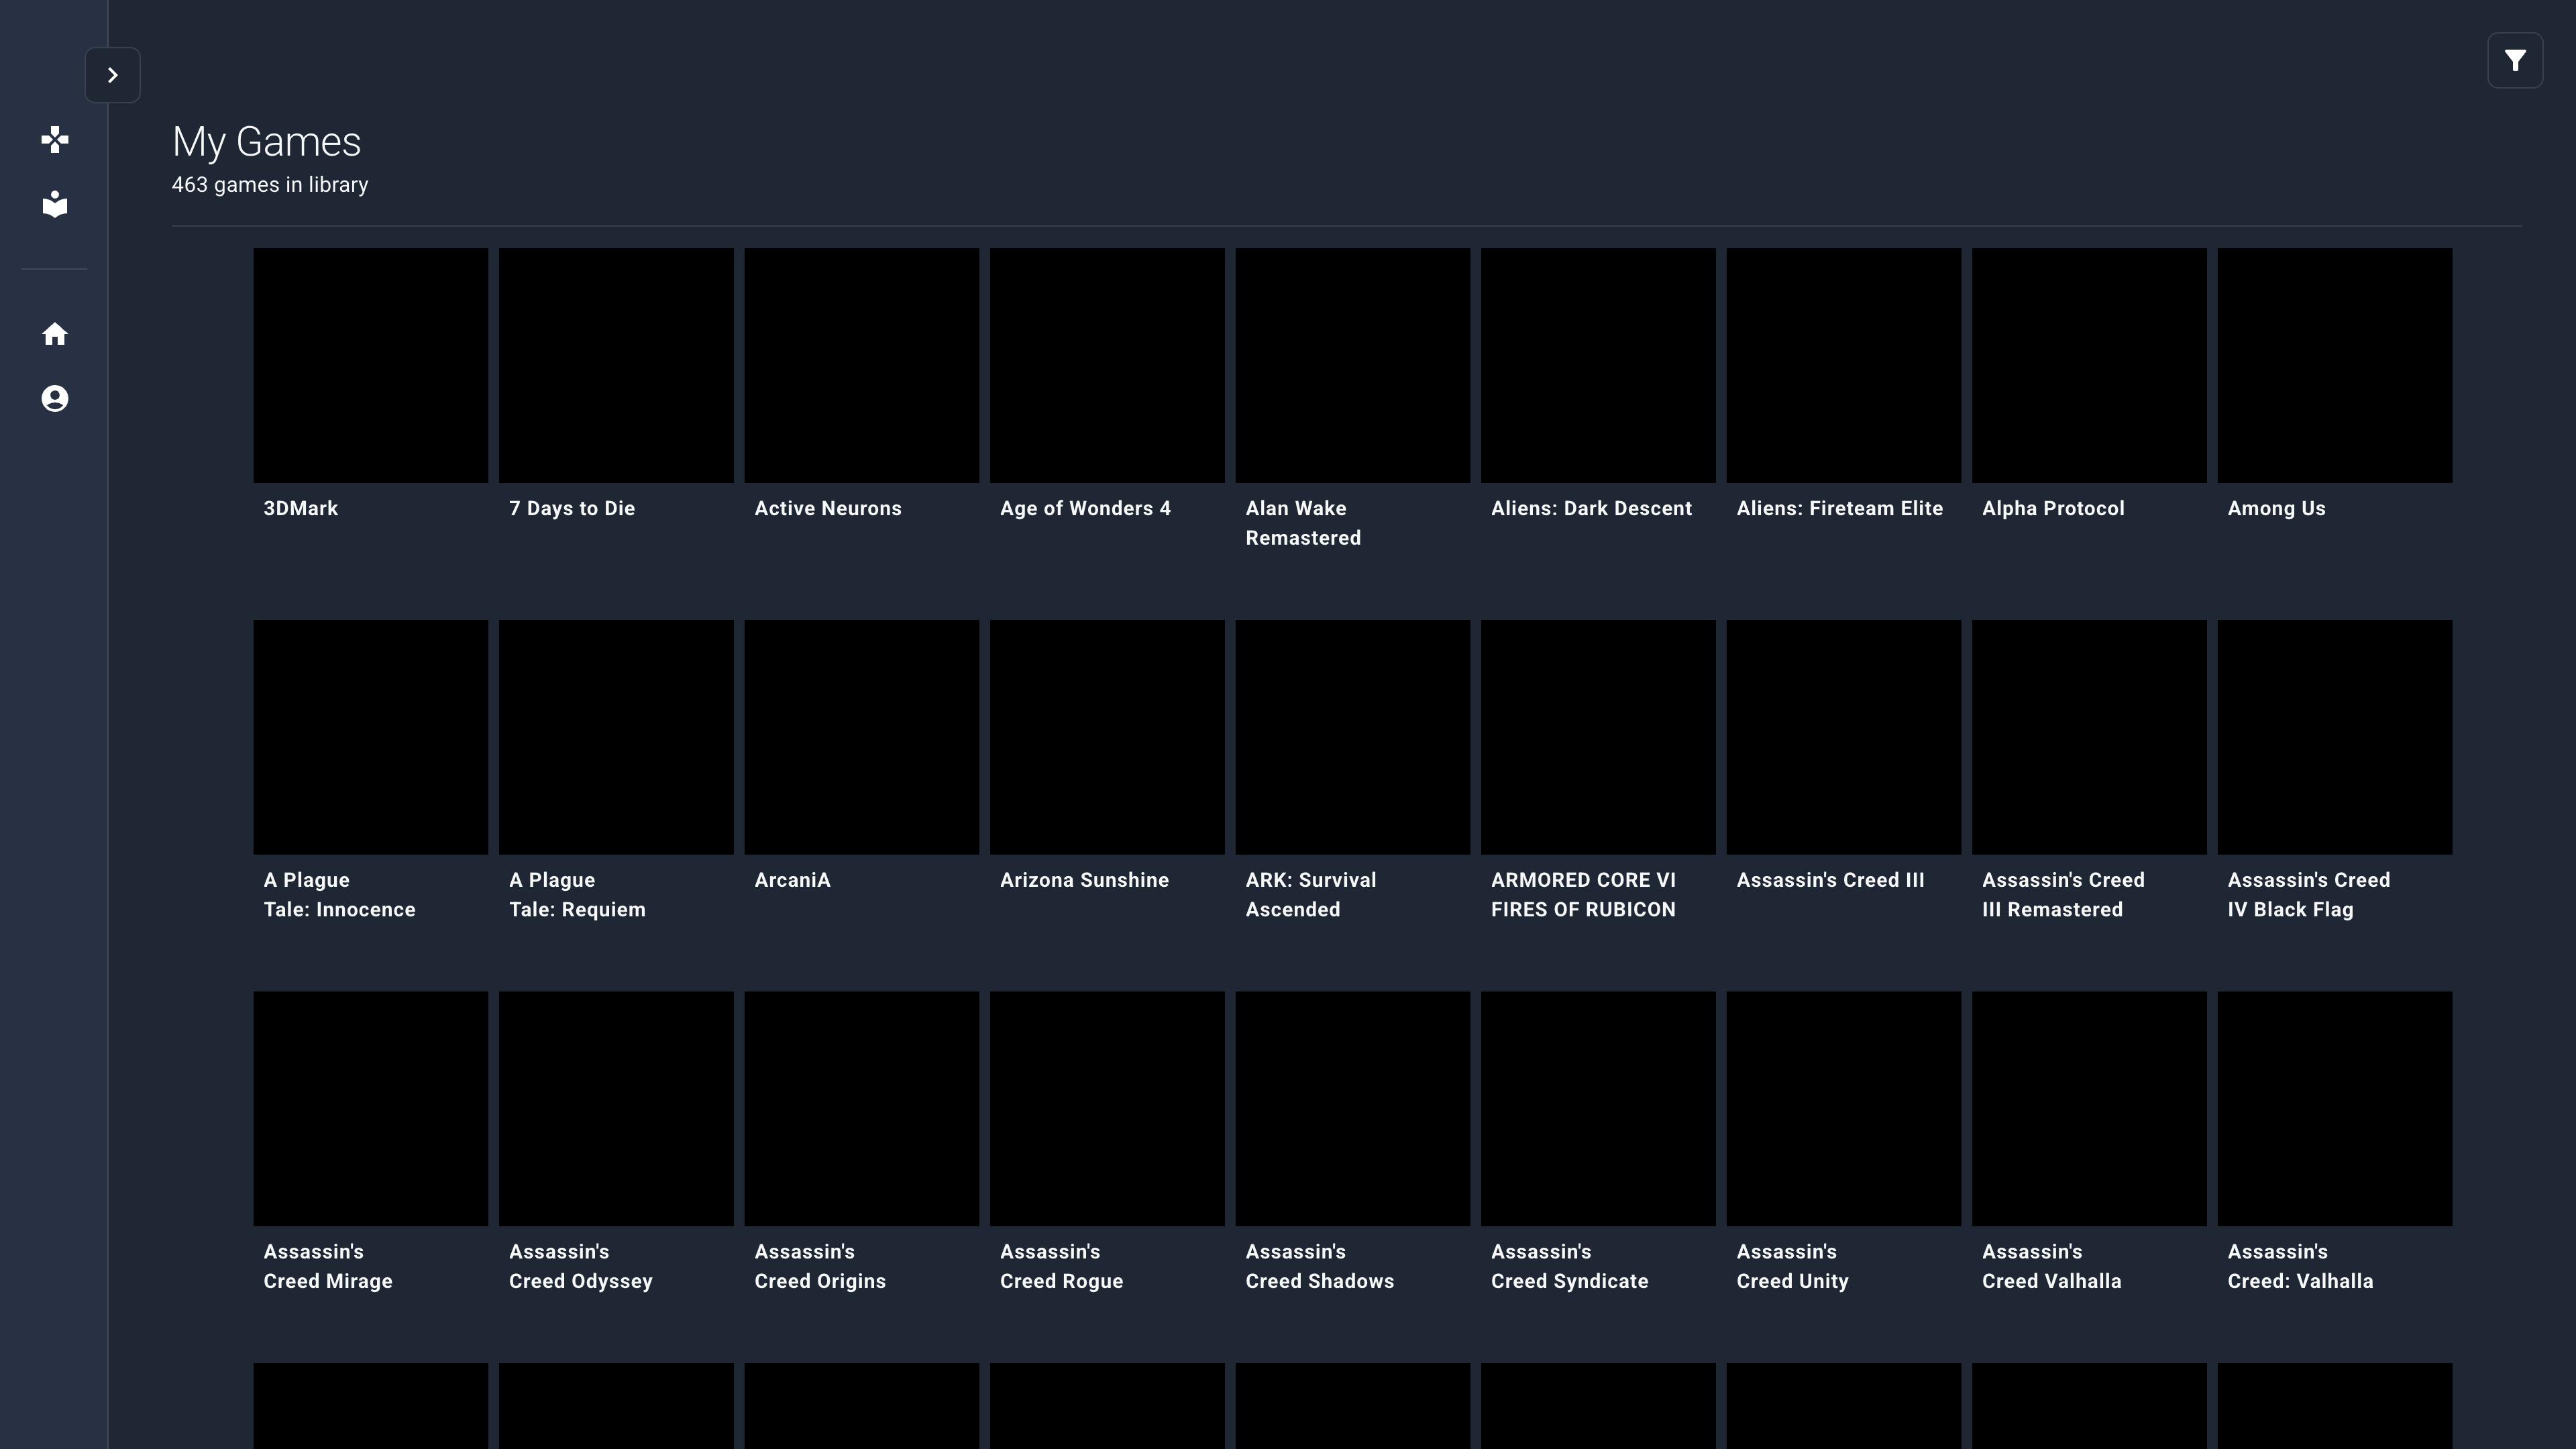 My Games
463 games in library
3DMark
7 Days to Die
Active Neurons
Age of Wonders 4
Alan Wake
Remastered
Aliens: Dark Descent
Aliens: Fireteam Elite
Alpha Protocol
Among Us
A Plague
Tale: Innocence
A Plague
Tale: Requiem
ArcaniA
Arizona Sunshine
ARK: Survival
Ascended
ARMORED CORE VI
FIRES OF RUBICON
Assassin's Creed III
Assassin's Creed
III Remastered
Assassin's Creed
IV Black Flag
Assassin's
Creed Mirage
Assassin's
Creed Odyssey
Assassin's
Creed Origins
Assassin's
Creed Rogue
Assassin's
Creed Shadows
Assassin's
Creed Syndicate
Assassin's
Creed Unity
Assassin's
Creed Valhalla
Assassin's
Creed: Valhalla